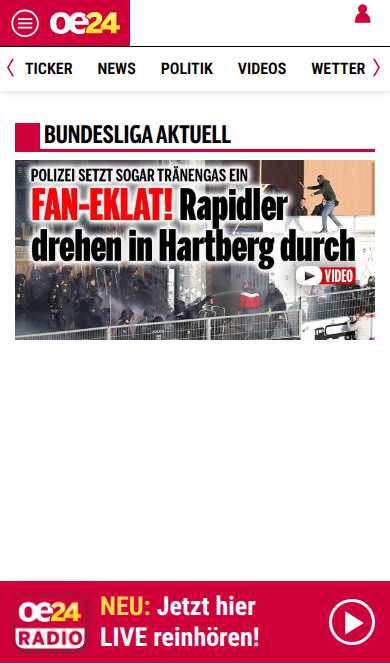 oe24
TICKER NEWS POLITIK VIDEOS WETTER
BUNDESLIGA AKTUELL
POLIZEI SETZT SOGAR TRÄNENGAS EIN
FAN-EKLAT! Rapidler
drehen in Hartberg durch
VIDEO
oe24
RADIO
NEU: Jetzt hier
LIVE reinhören!